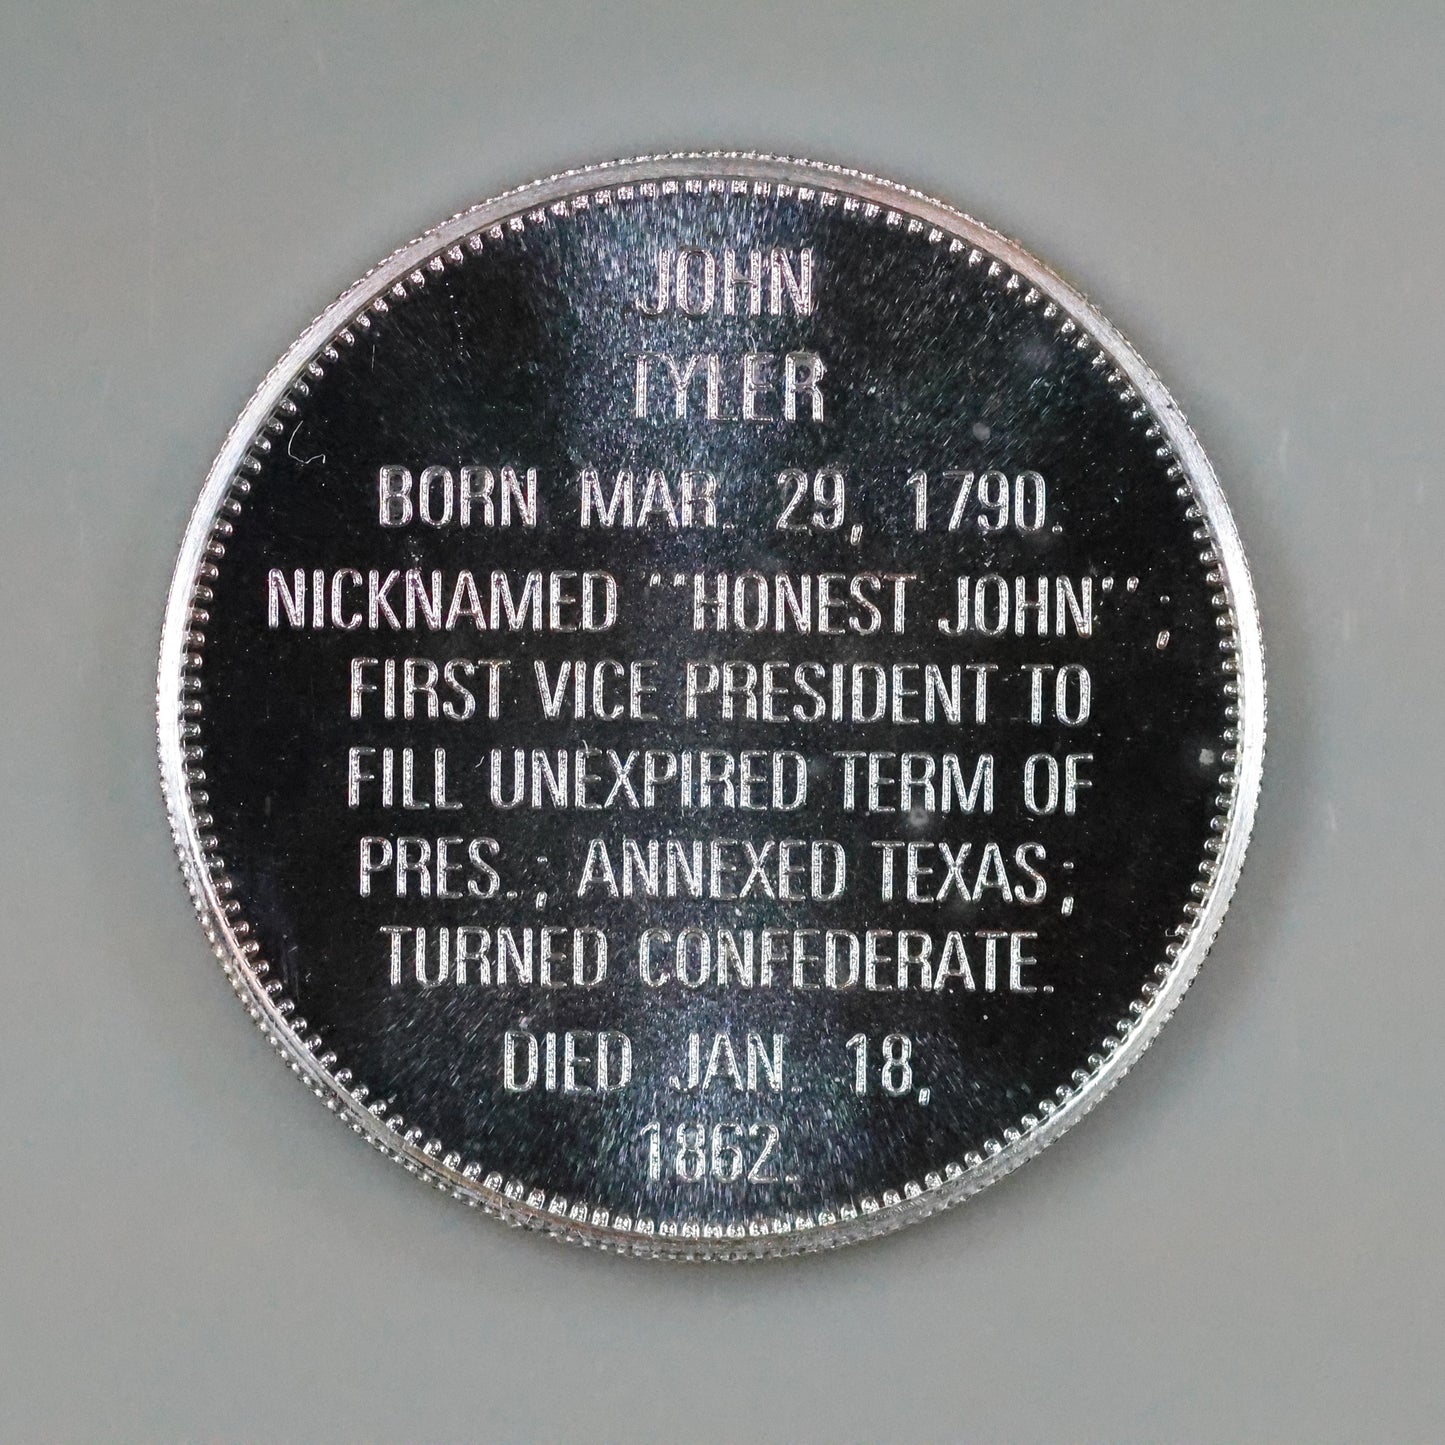 JOHN
TYLER
BORN MAR. 29, 1790.
NICKNAMED "HONEST JOHN";
FIRST VICE PRESIDENT TO
FILL UNEXPIRED TERM OF
PRES.; ANNEXED TEXAS;
TURNED CONFEDERATE.
DIED JAN. 18,
1862.